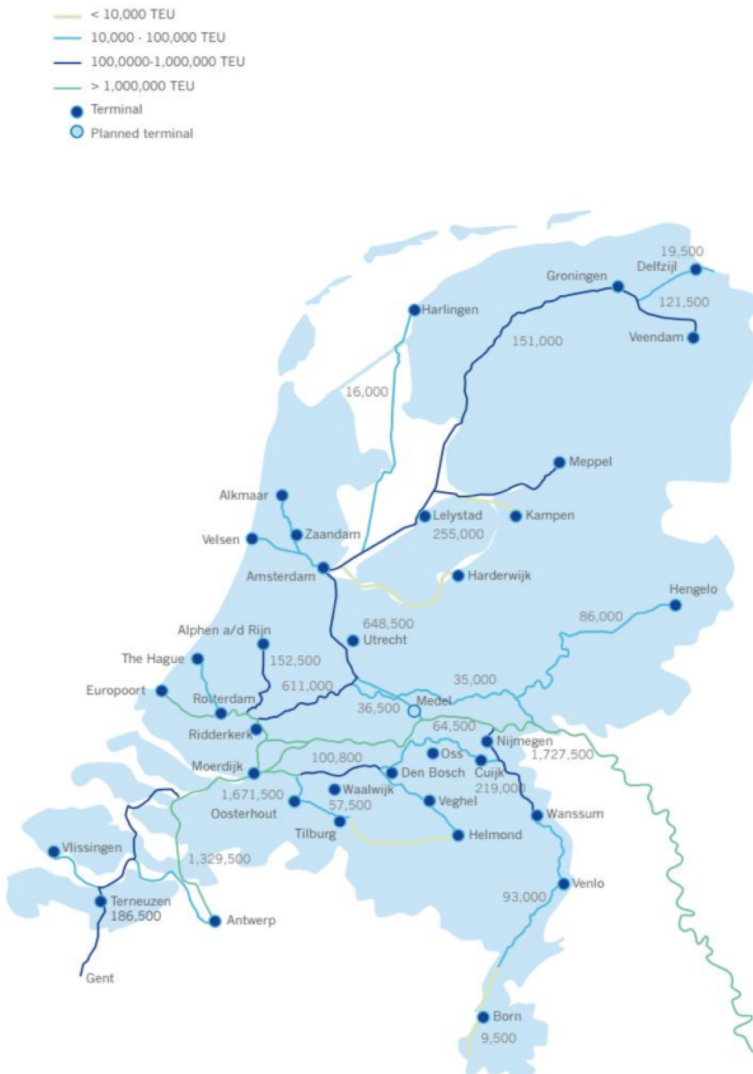 < 10,000 TEU
10,000 - 100,000 TEU
100,0000-1,000,000 TEU
> 1,000,000 TEU
Terminal
Planned terminal
19,500
Delfzijl
Groningen
121,500
Harlingen
Veendam
151,000
16,000
Meppel
Alkmaar
Lelystad
Kampen
Zaandam
255,000
Velsen
Amsterdam
Harderwijk
Hengelo
86,000
648,500
Alphen a/d Rijn
Utrecht
152,500
The Hague
35,000
611,000
Europoort
Rotterdam
36,500
Medel
64,500
Ridderkerk
Nijmegen
1,727,500
100,800
Oss
Moerdijk
Den Bosch
Cuijk
1,671,500
Waalwijk
219,000
Oosterhout
57,500
Veghel
Wanssum
Tilburg
Helmond
Vlissingen
1,329,500
Venlo
93,000
Terneuzen
186,500
Antwerp
Gent
Born
9,500